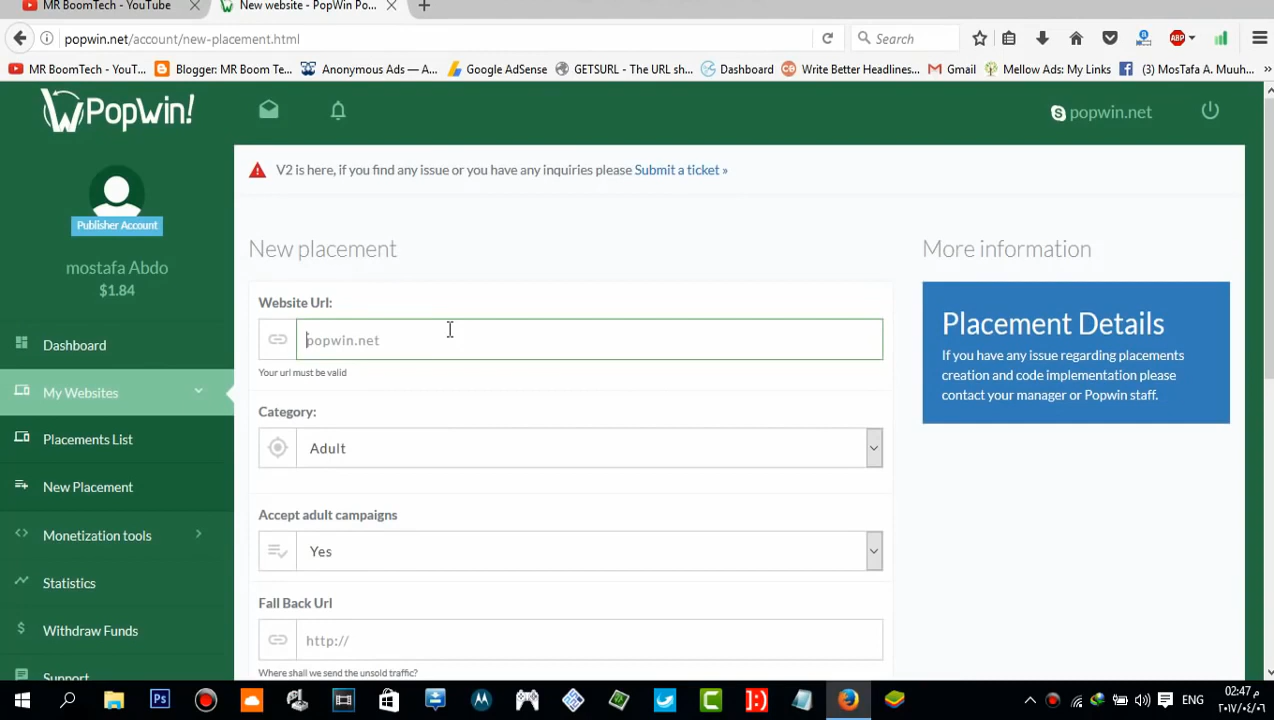 MR BoomTech - YouTube
New website - PopWin Po...
popwin.net/account/new-placement.html
Search
MR BoomTech - YouT...
Blogger: MR Boom Te...
Anonymous Ads — A...
Google AdSense
GETSURL - The URL sh...
Dashboard
Write Better Headlines...
Gmail
Mellow Ads: My Links
(3) MosTafa A. Muuh...
PopWin!
popwin.net
V2 is here, if you find any issue or you have any inquiries please Submit a ticket »
Publisher Account
mostafa Abdo
$1.84
Dashboard
My Websites
Placements List
New Placement
Monetization tools
Statistics
Withdraw Funds
Support
New placement
Website Url:
popwin.net
Your url must be valid
Category:
Adult
Accept adult campaigns
Yes
Fall Back Url
http://
Where shall we send the unsold traffic?
More information
Placement Details
If you have any issue regarding placements
creation and code implementation please
contact your manager or Popwin staff.
ABP
Ps
ENG
02:47 م
٢٠١٧/٠٤/٠٦